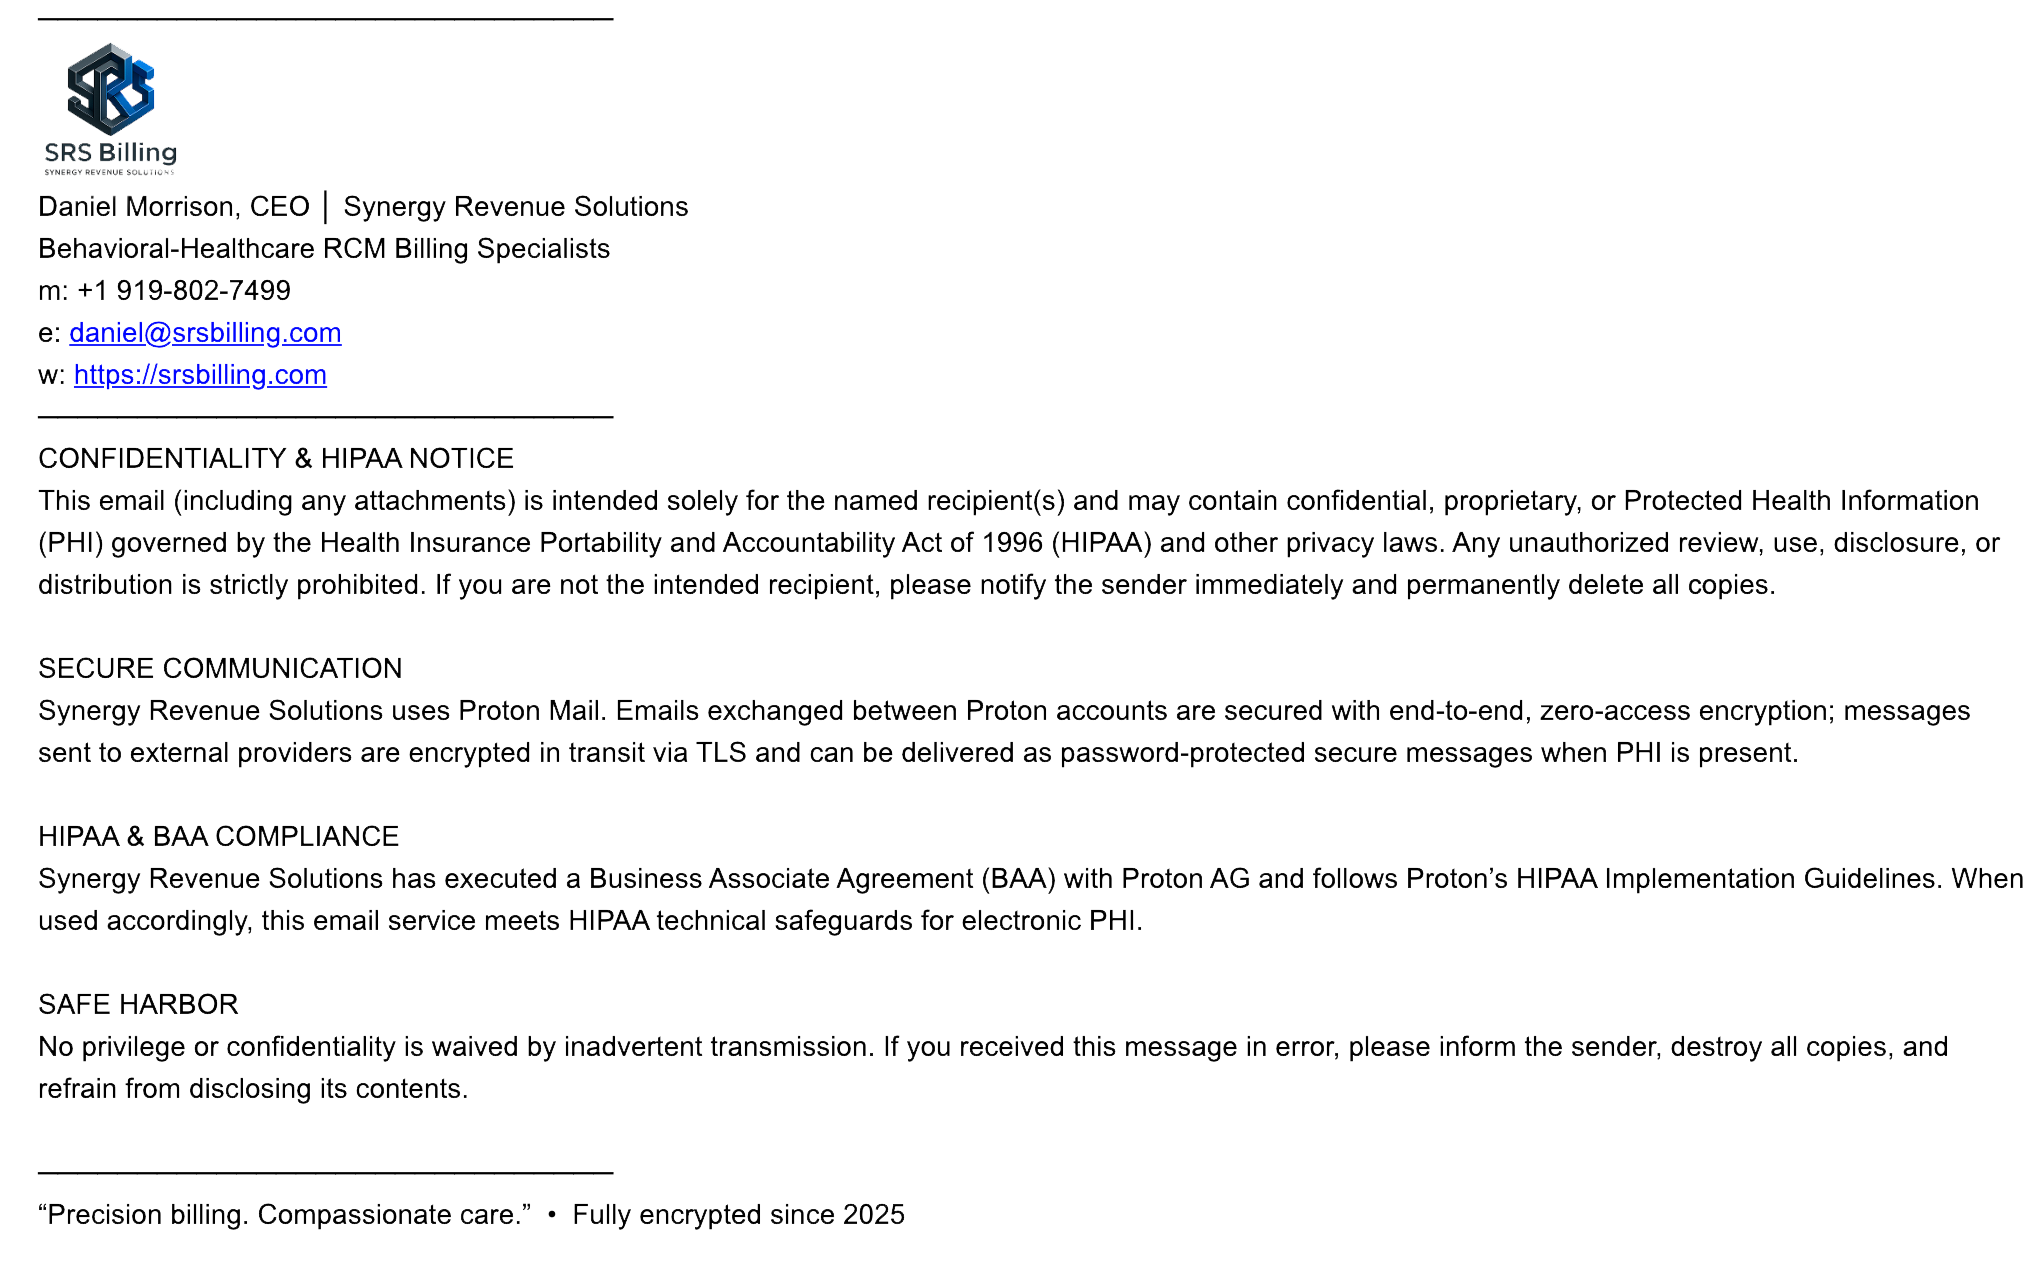 SRS
SRS Billing
SYNERGY REVENUE SOLUTIONS
Daniel Morrison, CEO │ Synergy Revenue Solutions
Behavioral-Healthcare RCM Billing Specialists
m: +1 919-802-7499
e: daniel@srsbilling.com
w: https://srsbilling.com
CONFIDENTIALITY & HIPAA NOTICE
This email (including any attachments) is intended solely for the named recipient(s) and may contain confidential, proprietary, or Protected Health Information
(PHI) governed by the Health Insurance Portability and Accountability Act of 1996 (HIPAA) and other privacy laws. Any unauthorized review, use, disclosure, or
distribution is strictly prohibited. If you are not the intended recipient, please notify the sender immediately and permanently delete all copies.
SECURE COMMUNICATION
Synergy Revenue Solutions uses Proton Mail. Emails exchanged between Proton accounts are secured with end-to-end, zero-access encryption; messages
sent to external providers are encrypted in transit via TLS and can be delivered as password-protected secure messages when PHI is present.
HIPAA & BAA COMPLIANCE
Synergy Revenue Solutions has executed a Business Associate Agreement (BAA) with Proton AG and follows Proton’s HIPAA Implementation Guidelines. When
used accordingly, this email service meets HIPAA technical safeguards for electronic PHI.
SAFE HARBOR
No privilege or confidentiality is waived by inadvertent transmission. If you received this message in error, please inform the sender, destroy all copies, and
refrain from disclosing its contents.
“Precision billing. Compassionate care.” • Fully encrypted since 2025